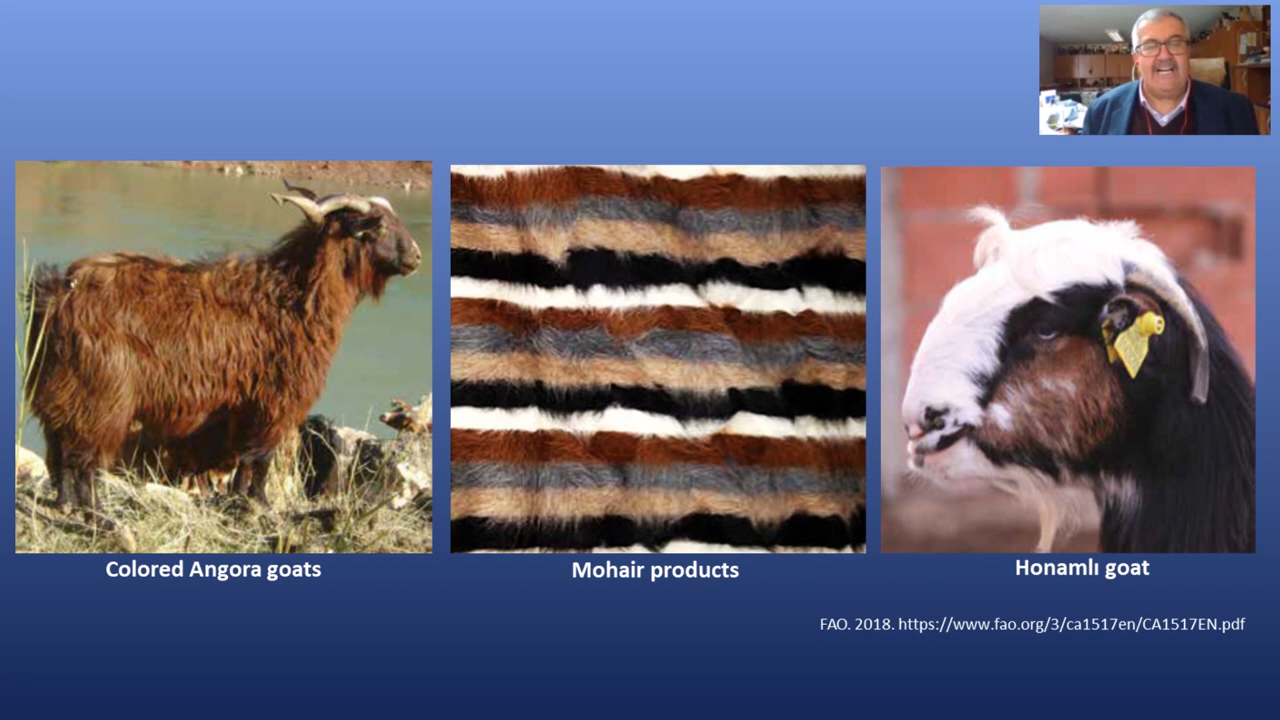 Colored Angora goats
Mohair products
Honamlı goat
FAO. 2018. https://www.fao.org/3/ca1517en/CA1517EN.pdf